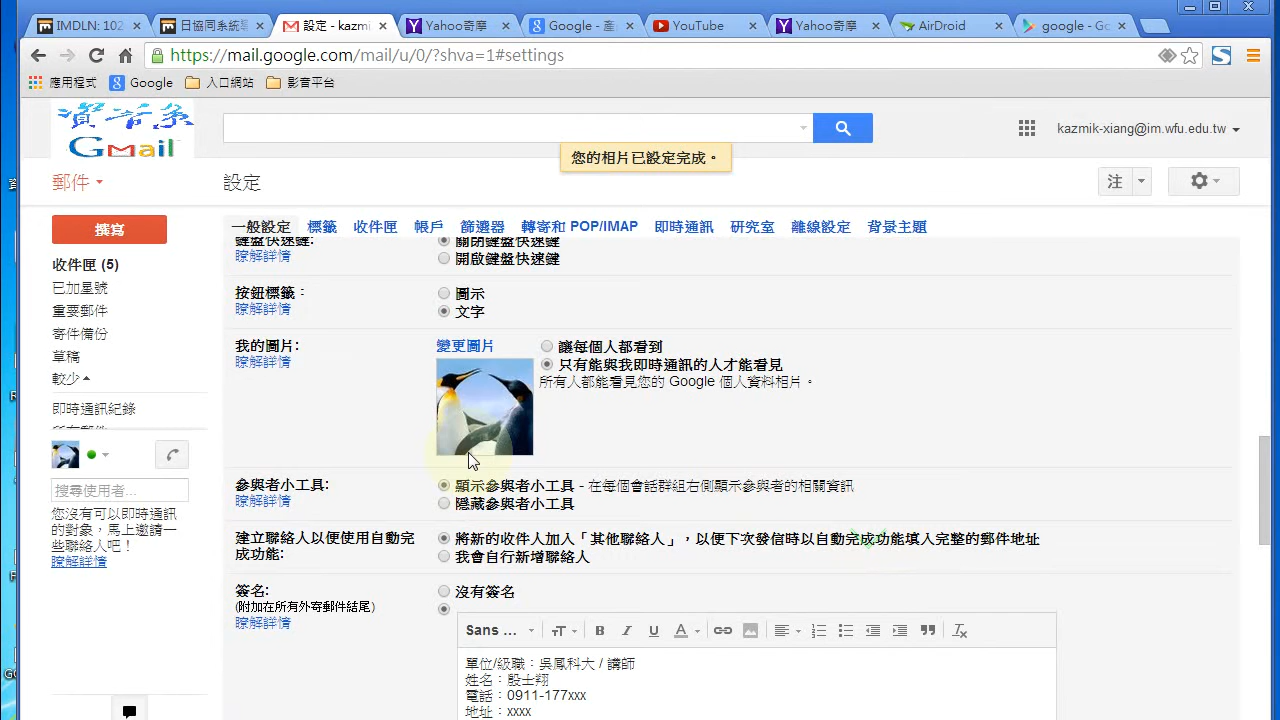 IMDLN: 102
日協同系統
設定 - kazmik
Yahoo奇摩
Google - 產
YouTube
Yahoo奇摩
AirDroid
google - Go
https://mail.google.com/mail/u/0/?shva=1#settings
應用程式 Google 入口網站 影音平台
資管系
Gmail
kazmik-xiang@im.wfu.edu.tw
您的相片已設定完成。
郵件
設定
注
撰寫
一般設定 標籤 收件匣 帳戶 篩選器 轉寄和 POP/IMAP 即時通訊 研究室 離線設定 背景主題
收件匣 (5)
已加星號
重要郵件
寄件備份
草稿
較少
即時通訊紀錄
所有郵件
搜尋使用者...
您沒有可以即時通訊
的對象，馬上邀請一
些聯絡人吧！
瞭解詳情
鍵盤快速鍵:
瞭解詳情
關閉鍵盤快速鍵
開啟鍵盤快速鍵
按鈕標籤：
瞭解詳情
圖示
文字
我的圖片:
瞭解詳情
變更圖片
讓每個人都看到
只有能與我即時通訊的人才能看見
所有人都能看見您的 Google 個人資料相片。
參與者小工具:
瞭解詳情
顯示參與者小工具 - 在每個會話群組右側顯示參與者的相關資訊
隱藏參與者小工具
建立聯絡人以便使用自動完
成功能:
將新的收件人加入「其他聯絡人」，以便下次發信時以自動完成功能填入完整的郵件地址
我會自行新增聯絡人
簽名:
(附加在所有外寄郵件結尾)
瞭解詳情
沒有簽名
Sans ...
單位/級職：吳鳳科大 / 講師
姓名：殷士翔
電話：0911-177xxx
地址：xxxx